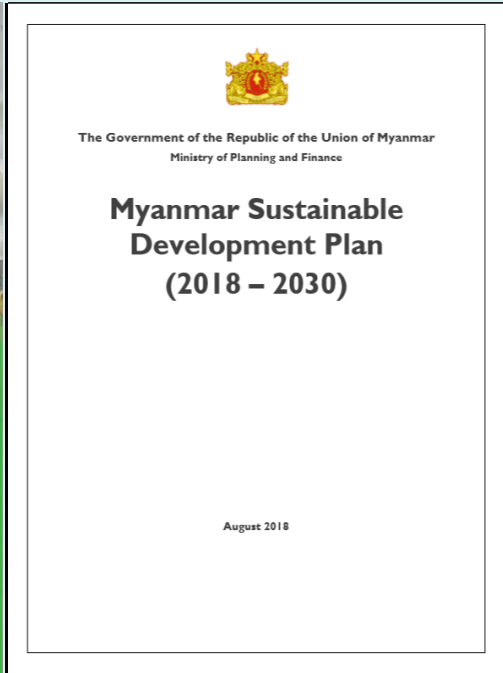 The Government of the Republic of the Union of Myanmar
Ministry of Planning and Finance
Myanmar Sustainable
Development Plan
(2018 – 2030)
August 2018